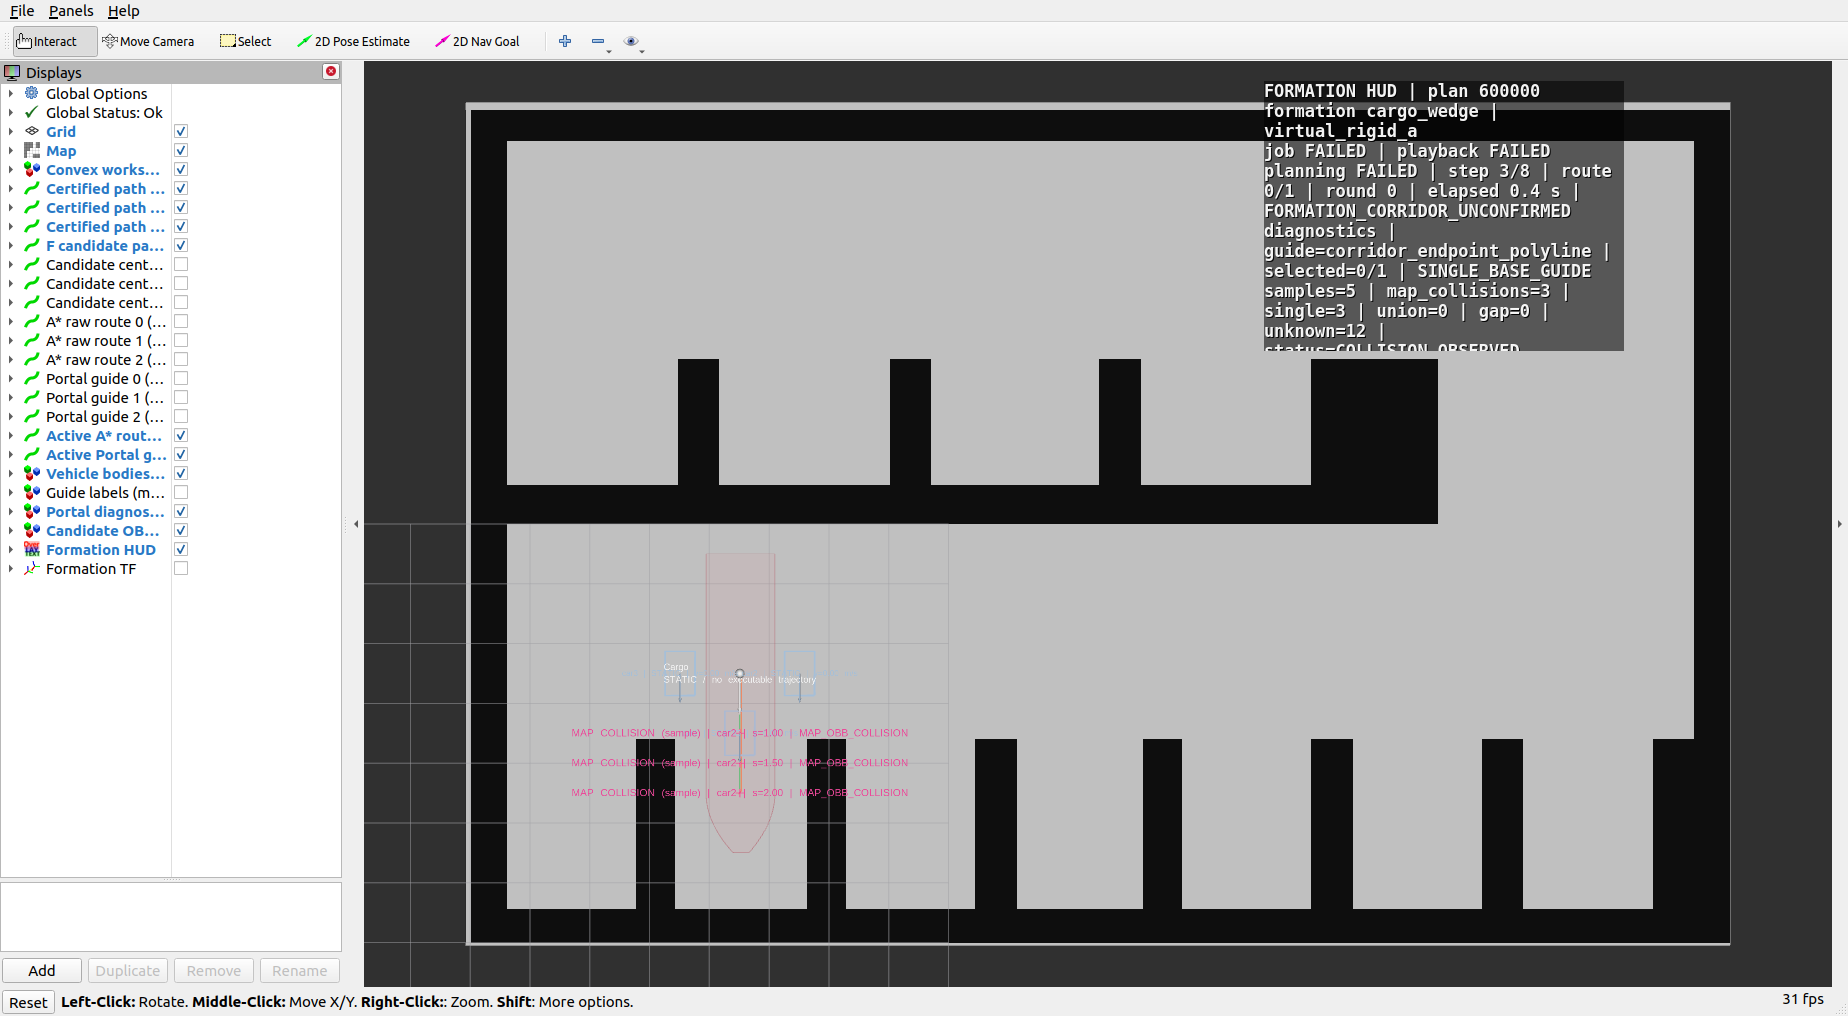 File Panels Help
Interact Move Camera Select 2D Pose Estimate 2D Nav Goal
Displays
Global Options
Global Status: Ok
Grid
Map
Convex works...
Certified path ...
Certified path ...
Certified path ...
F candidate pa...
Candidate cent...
Candidate cent...
Candidate cent...
A* raw route 0 (...
A* raw route 1 (...
A* raw route 2 (...
Portal guide 0 (...
Portal guide 1 (...
Portal guide 2 (...
Active A* rout...
Active Portal g...
Vehicle bodies...
Guide labels (m...
Portal diagnos...
Candidate OB...
Formation HUD
Formation TF
Add Duplicate Remove Rename
FORMATION HUD | plan 600000
formation cargo_wedge |
virtual_rigid_a
job FAILED | playback FAILED
planning FAILED | step 3/8 | route
0/1 | round 0 | elapsed 0.4 s |
FORMATION_CORRIDOR_UNCONFIRMED
diagnostics |
guide=corridor_endpoint_polyline |
selected=0/1 | SINGLE_BASE_GUIDE
samples=5 | map_collisions=3 |
single=3 | union=0 | gap=0 |
unknown=12 |
status=COLLISION_OBSERVED
Cargo
STATIC / no executable trajectory
MAP COLLISION (sample) | car2 | s=1.00 | MAP_OBB_COLLISION
MAP COLLISION (sample) | car2 | s=1.50 | MAP_OBB_COLLISION
MAP COLLISION (sample) | car2 | s=2.00 | MAP_OBB_COLLISION
Reset Left-Click: Rotate. Middle-Click: Move X/Y. Right-Click:: Zoom. Shift: More options. 31 fps